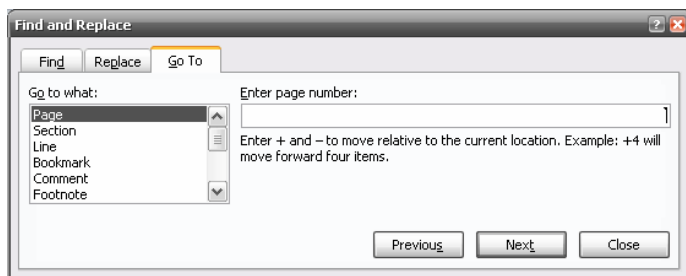 Find and Replace
Find
Replace
Go To
Go to what:
Page
Section
Line
Bookmark
Comment
Footnote
Enter page number:
Enter + and – to move relative to the current location. Example: +4 will
move forward four items.
Previous
Next
Close